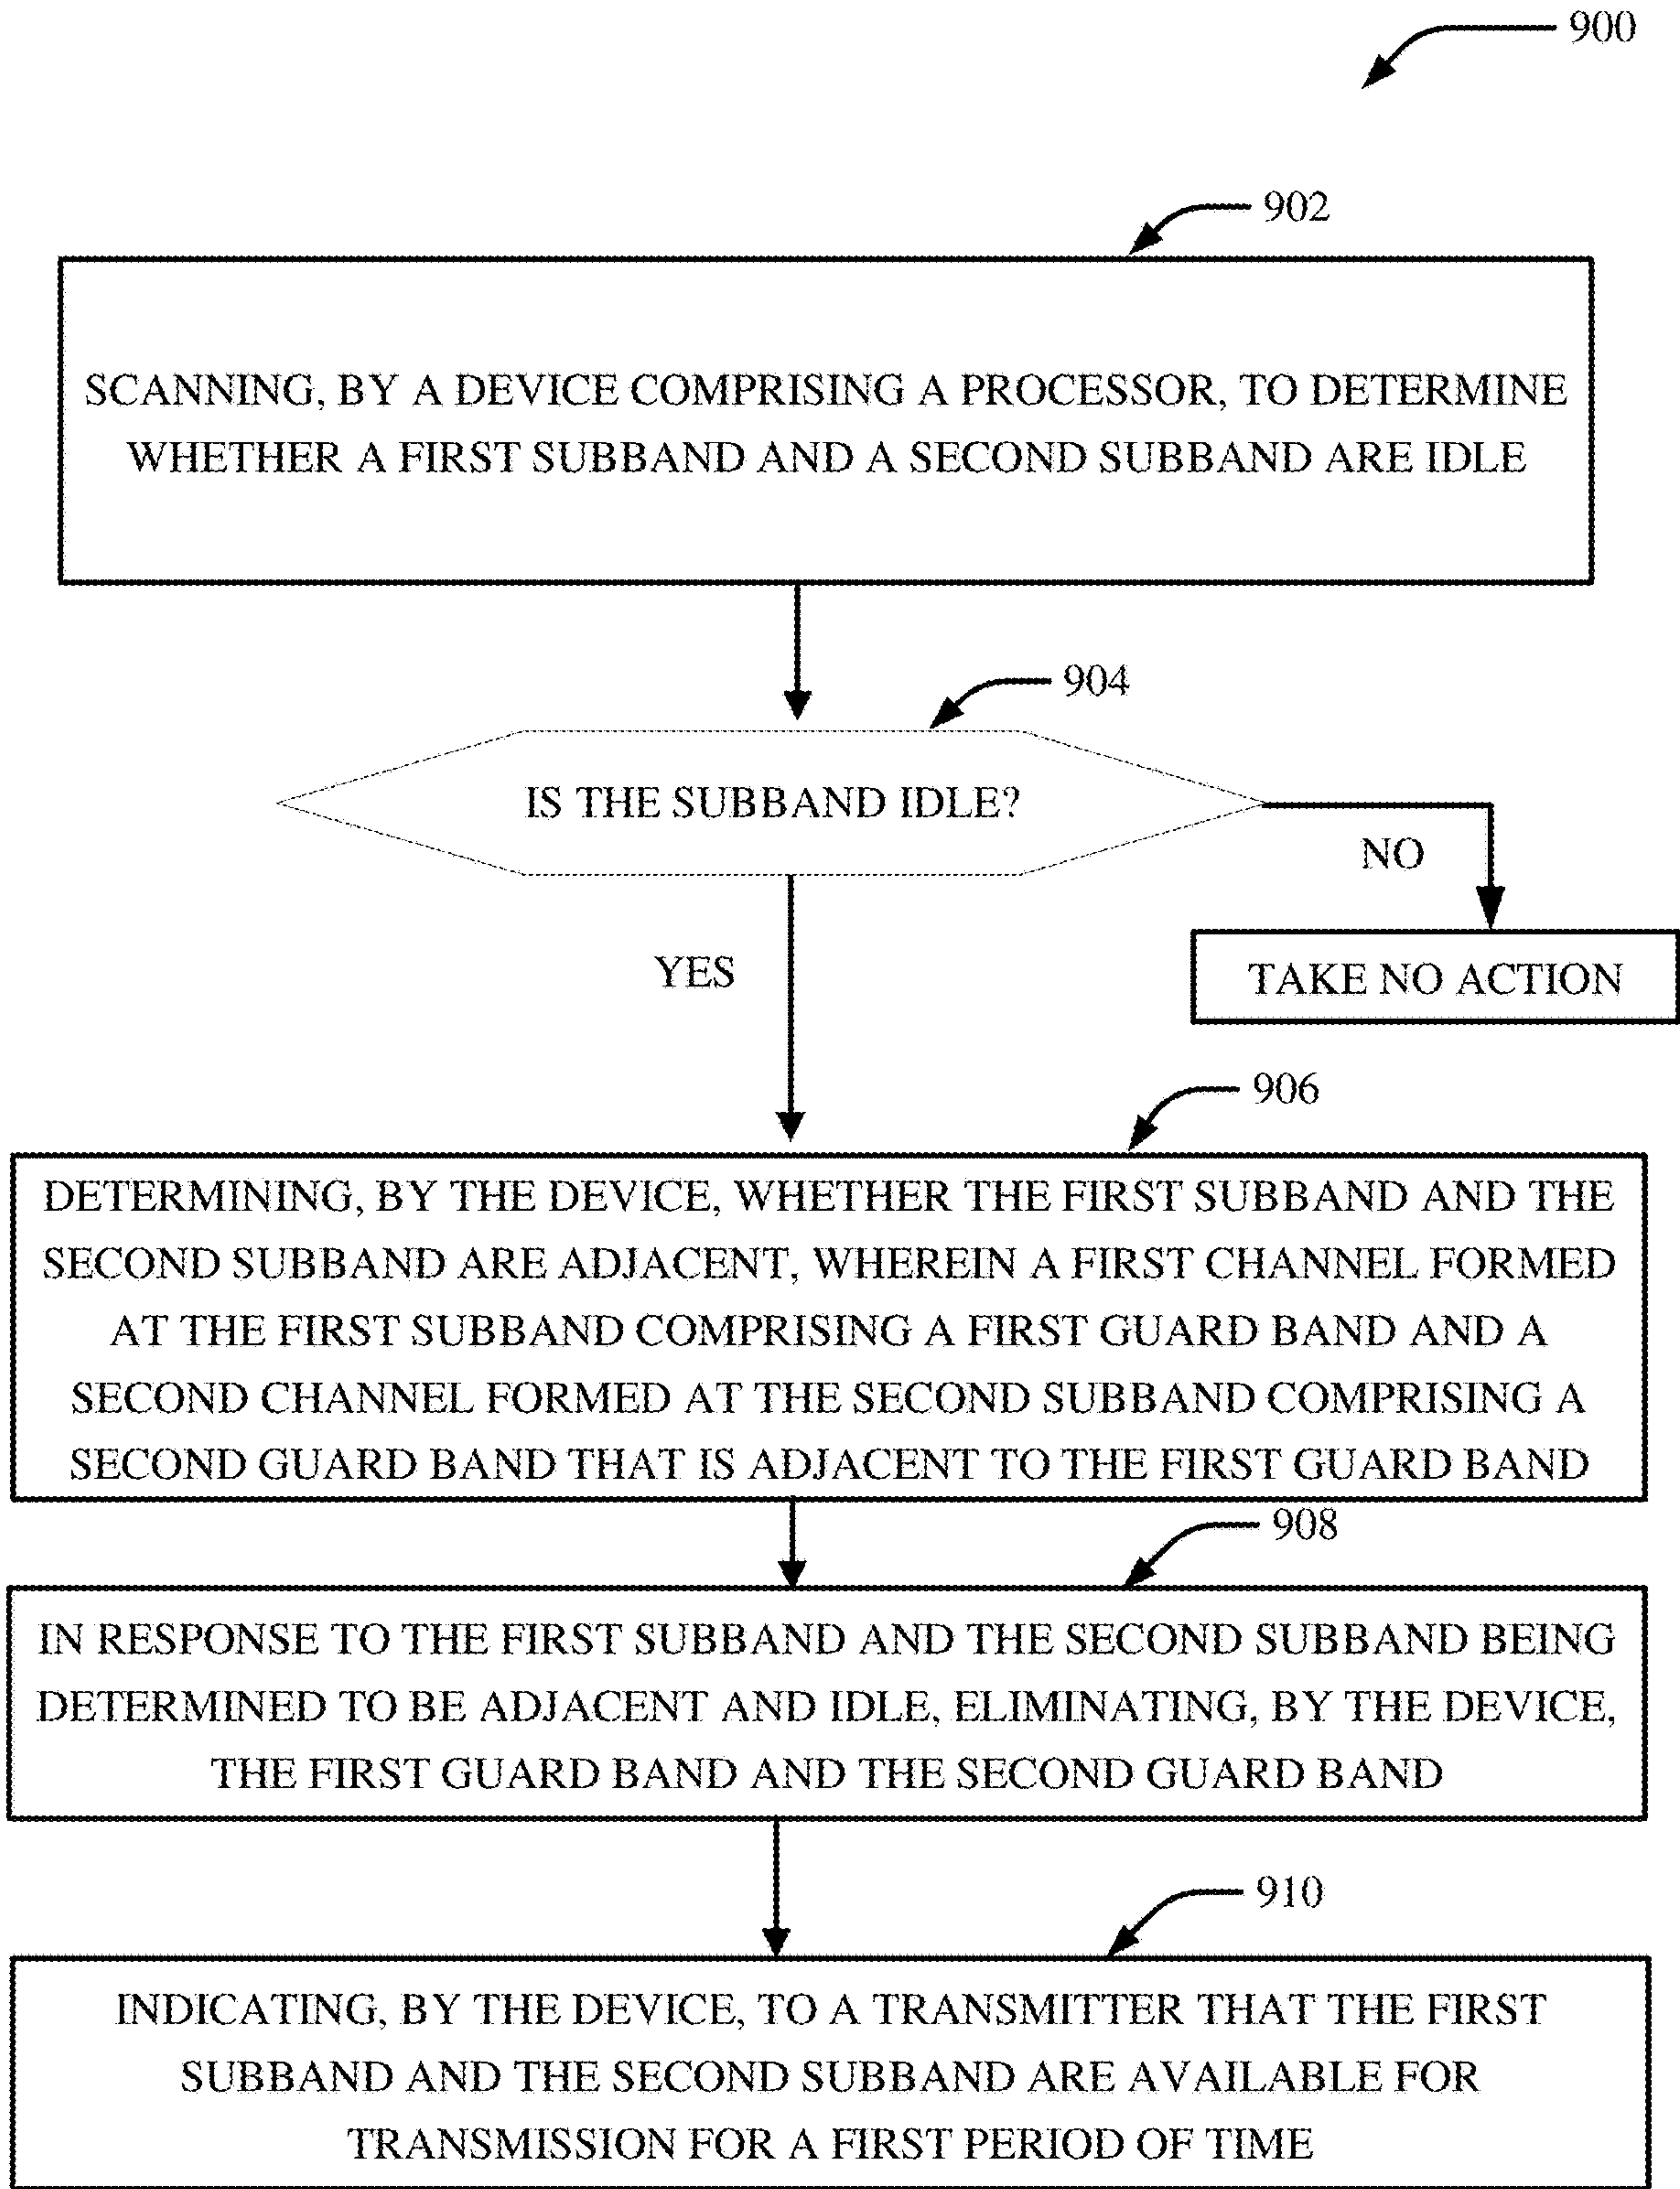 900
902
SCANNING, BY A DEVICE COMPRISING A PROCESSOR, TO DETERMINE
WHETHER A FIRST SUBBAND AND A SECOND SUBBAND ARE IDLE
904
IS THE SUBBAND IDLE?
NO
YES
TAKE NO ACTION
906
DETERMINING, BY THE DEVICE, WHETHER THE FIRST SUBBAND AND THE
SECOND SUBBAND ARE ADJACENT, WHEREIN A FIRST CHANNEL FORMED
AT THE FIRST SUBBAND COMPRISING A FIRST GUARD BAND AND A
SECOND CHANNEL FORMED AT THE SECOND SUBBAND COMPRISING A
SECOND GUARD BAND THAT IS ADJACENT TO THE FIRST GUARD BAND
908
IN RESPONSE TO THE FIRST SUBBAND AND THE SECOND SUBBAND BEING
DETERMINED TO BE ADJACENT AND IDLE, ELIMINATING, BY THE DEVICE,
THE FIRST GUARD BAND AND THE SECOND GUARD BAND
910
INDICATING, BY THE DEVICE, TO A TRANSMITTER THAT THE FIRST
SUBBAND AND THE SECOND SUBBAND ARE AVAILABLE FOR
TRANSMISSION FOR A FIRST PERIOD OF TIME